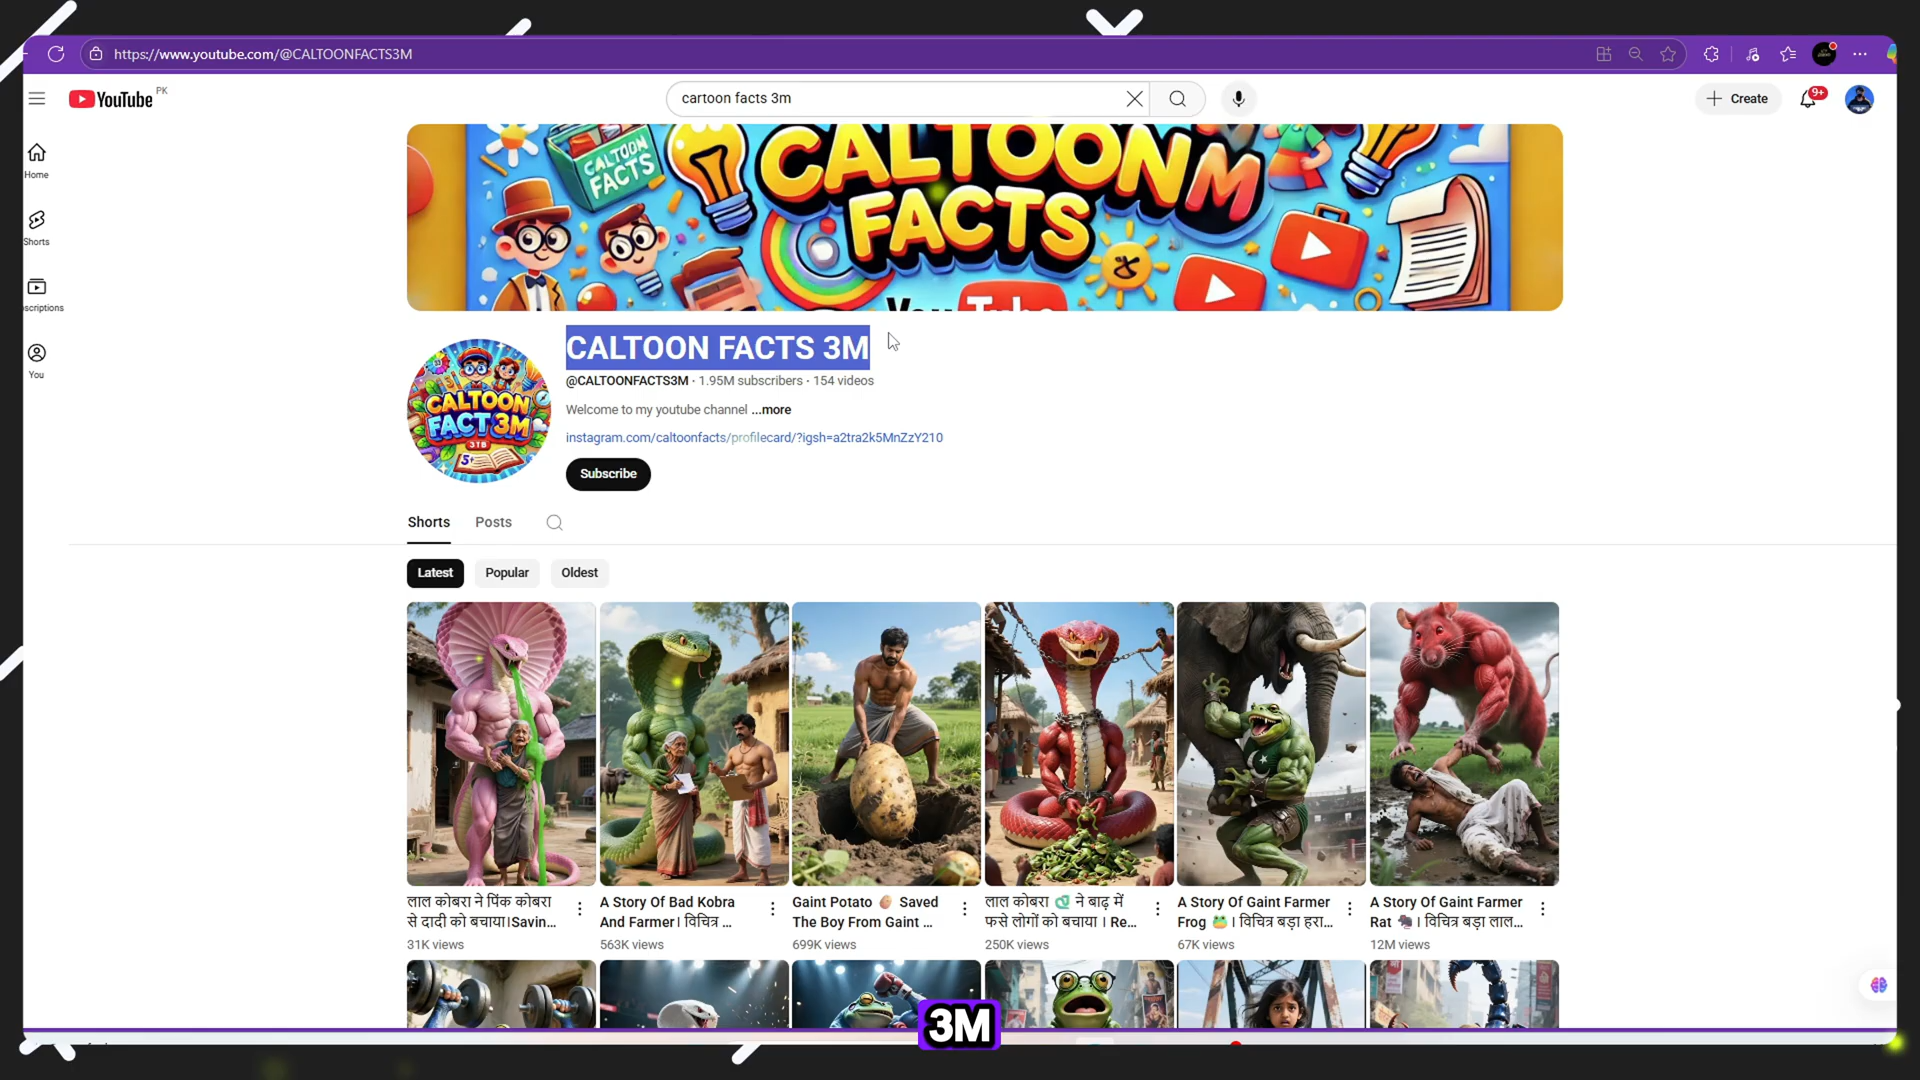 https://www.youtube.com/@CALTOONFACTS3M
YouTube PK
cartoon facts 3m
Create
9+
Home
Shorts
scriptions
You
CALTOON FACTS
CALTOON M
FACTS
CALTOON FACTS 3M
@CALTOONFACTS3M · 1.95M subscribers · 154 videos
Welcome to my youtube channel ...more
instagram.com/caltoonfacts/profilecard/?igsh=a2tra2k5MnZzY210
Subscribe
CALTOON
FACT 3M
3TB
5+
Shorts Posts
Latest Popular Oldest
लाल कोबरा ने पिंक कोबरा
से दादी को बचाया।Savin...
31K views
A Story Of Bad Kobra
And Farmer। विचित्र ...
563K views
Gaint Potato 🥔 Saved
The Boy From Gaint ...
699K views
लाल कोबरा 🐍 ने बाढ़ में
फसे लोगों को बचाया । Re...
250K views
A Story Of Gaint Farmer
Frog 🐸। विचित्र बड़ा हरा...
67K views
A Story Of Gaint Farmer
Rat 🐀। विचित्र बड़ा लाल...
12M views
3M